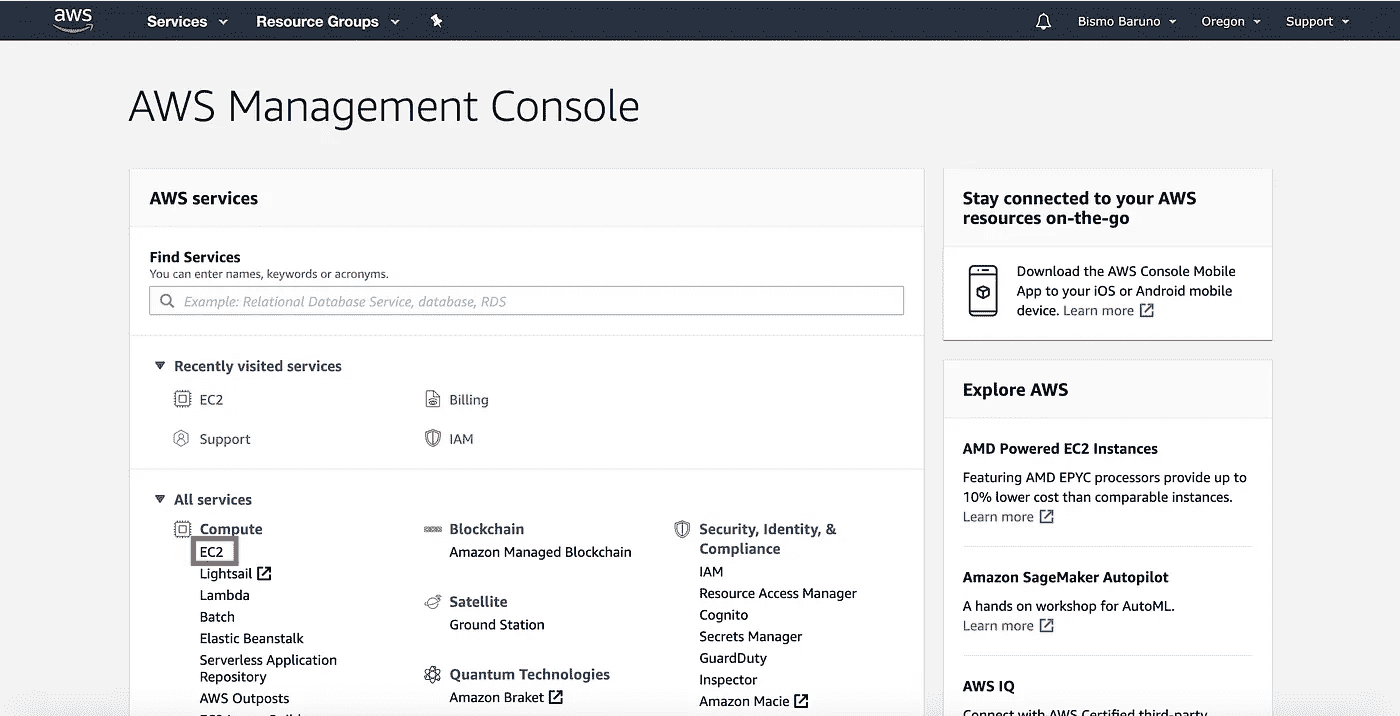 aws Services Resource Groups Bismo Baruno Oregon Support
AWS Management Console
AWS services
Find Services
You can enter names, keywords or acronyms.
Example: Relational Database Service, database, RDS
Recently visited services
EC2 Billing
Support IAM
All services
Compute
EC2
Lightsail
Lambda
Batch
Elastic Beanstalk
Serverless Application
Repository
AWS Outposts
Blockchain
Amazon Managed Blockchain
Satellite
Ground Station
Quantum Technologies
Amazon Braket
Security, Identity, &
Compliance
IAM
Resource Access Manager
Cognito
Secrets Manager
GuardDuty
Inspector
Amazon Macie
Stay connected to your AWS
resources on-the-go
Download the AWS Console Mobile
App to your iOS or Android mobile
device. Learn more
Explore AWS
AMD Powered EC2 Instances
Featuring AMD EPYC processors provide up to
10% lower cost than comparable instances.
Learn more
Amazon SageMaker Autopilot
A hands on workshop for AutoML.
Learn more
AWS IQ
Connect with AWS Certified third-party